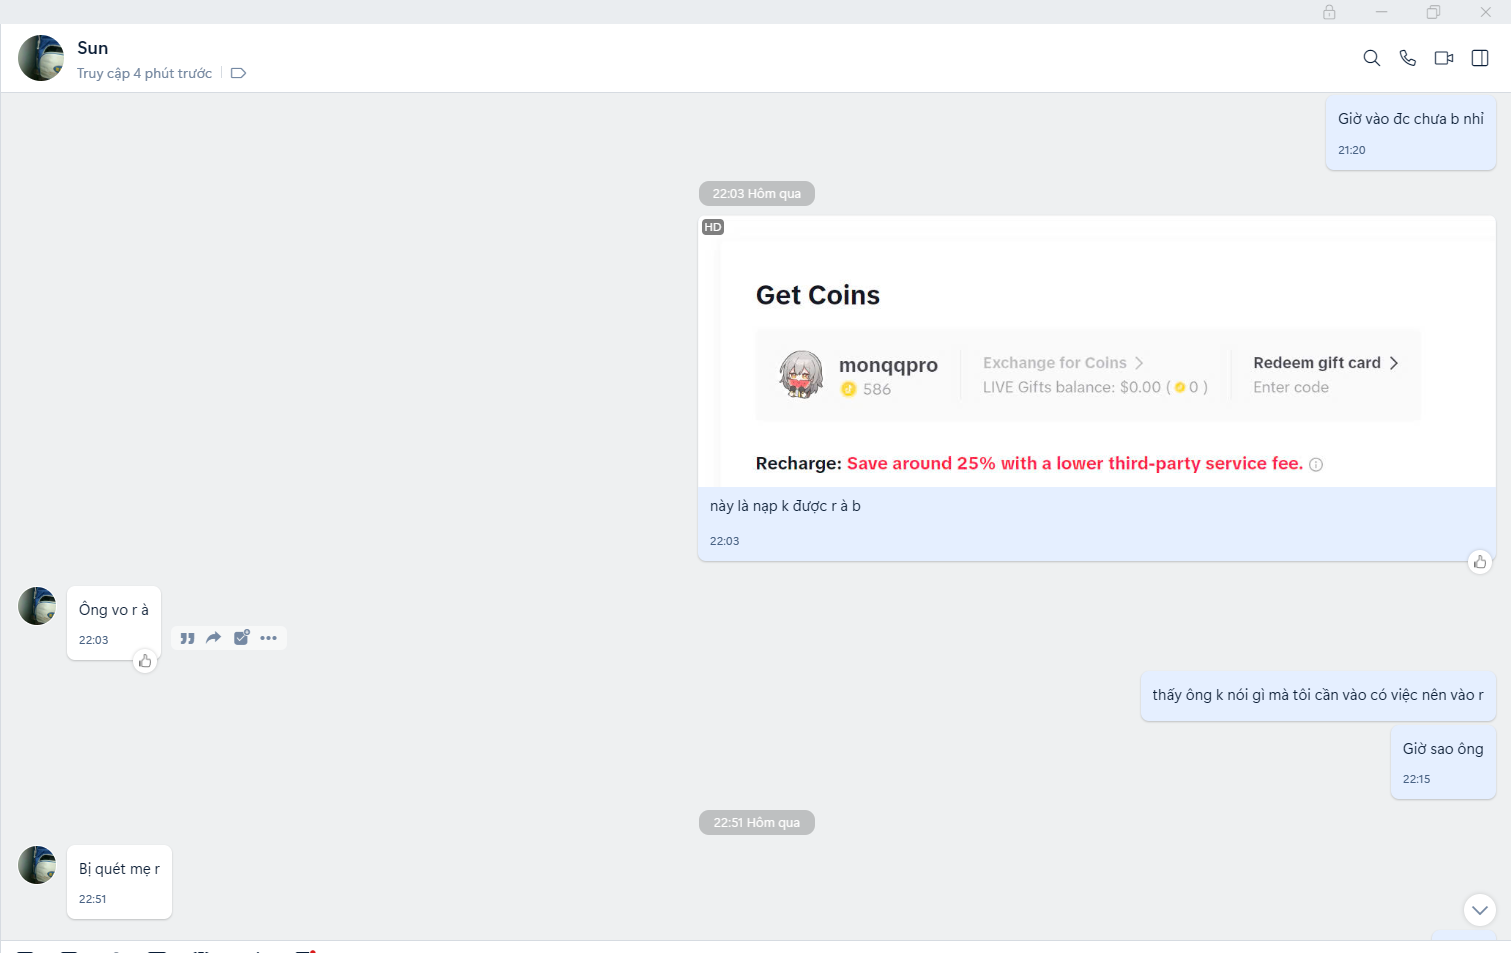 Sun
Truy cập 4 phút trước
Giờ vào đc chưa b nhỉ
21:20
22:03 Hôm qua
HD
Get Coins
monqqpro
586
Exchange for Coins
LIVE Gifts balance: $0.00 ( 0 )
Redeem gift card
Enter code
Recharge: Save around 25% with a lower third-party service fee.
này là nạp k được r à b
22:03
Ông vo r à
22:03
thấy ông k nói gì mà tôi cần vào có việc nên vào r
Giờ sao ông
22:15
22:51 Hôm qua
Bị quét mẹ r
22:51